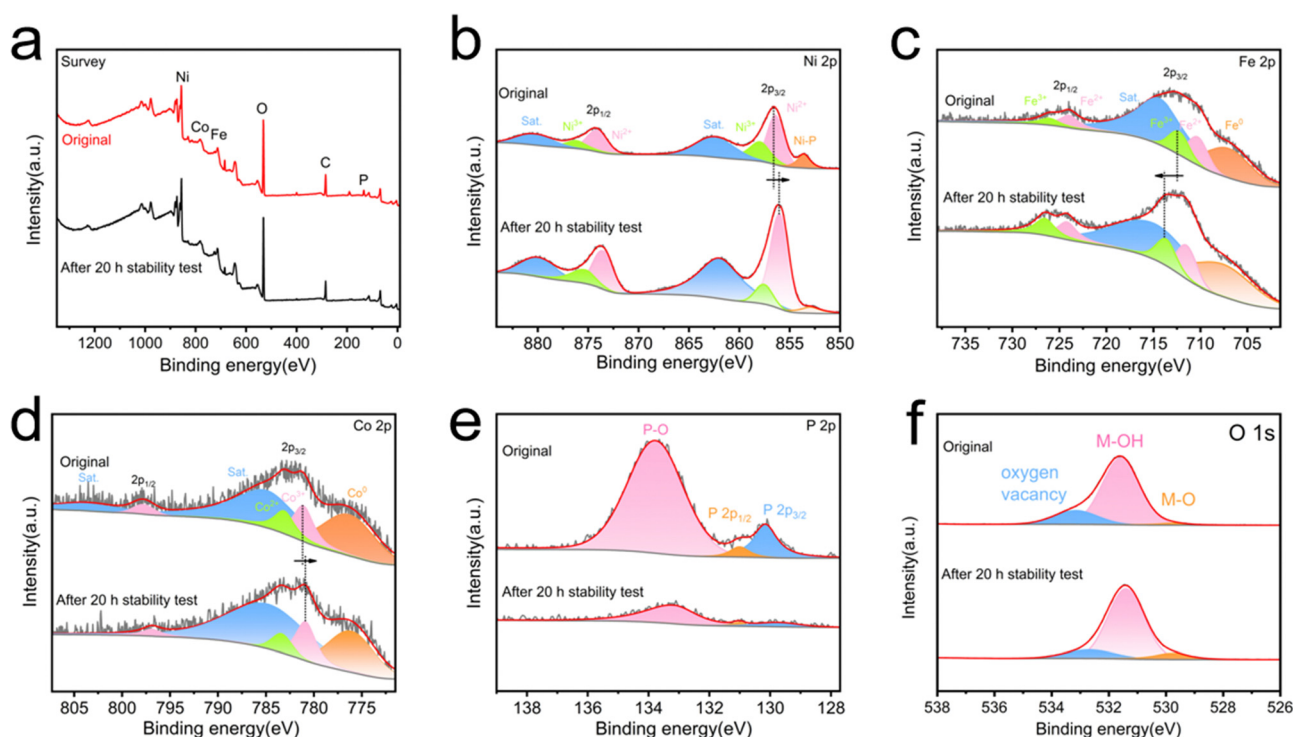 a
Survey
Ni
O
Co Fe
C
P
Original
After 20 h stability test
Intensity(a.u.)
1200 1000 800 600 400 200 0
Binding energy(eV)
b
Ni 2p
Original
2p1/2
2p3/2
Sat.
Ni3+
Ni2+
Sat.
Ni3+
Ni2+
Ni-P
After 20 h stability test
Intensity(a.u.)
880 875 870 865 860 855 850
Binding energy(eV)
c
Fe 2p
Original
2p1/2
2p3/2
Fe3+
Fe2+
Sat.
Fe3+
Fe2+
Fe0
After 20 h stability test
Intensity(a.u.)
735 730 725 720 715 710 705
Binding energy(eV)
d
Co 2p
Original
Sat.
2p1/2
Sat.
2p3/2
Co0
After 20 h stability test
Intensity(a.u.)
805 800 795 790 785 780 775
Binding energy(eV)
e
P 2p
Original
P-O
P 2p1/2
P 2p3/2
After 20 h stability test
Intensity(a.u.)
138 136 134 132 130 128
Binding energy(eV)
f
O 1s
Original
M-OH
oxygen
vacancy
M-O
After 20 h stability test
Intensity(a.u.)
538 536 534 532 530 528 526
Binding energy(eV)